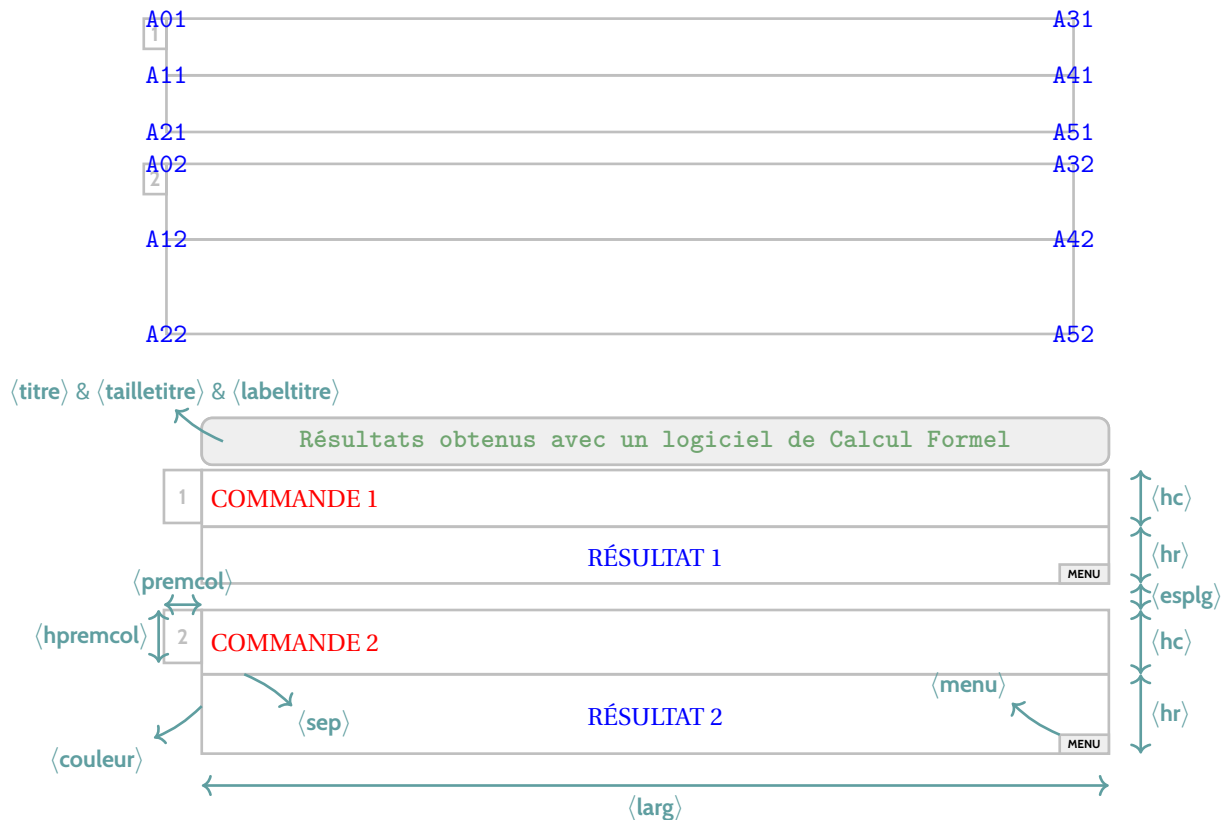 A01 A31
1
A11 A41
A21 A51
A02 A32
2
A12 A42
A22 A52
⟨titre⟩ & ⟨tailletitre⟩ & ⟨labeltitre⟩
Résultats obtenus avec un logiciel de Calcul Formel
1 COMMANDE 1 ⟨hc⟩
RÉSULTAT 1 ⟨hr⟩
MENU
⟨premcol⟩
⟨esplg⟩
⟨hpremcol⟩ 2 COMMANDE 2 ⟨hc⟩
⟨menu⟩
⟨sep⟩ RÉSULTAT 2 ⟨hr⟩
MENU
⟨couleur⟩
⟨larg⟩